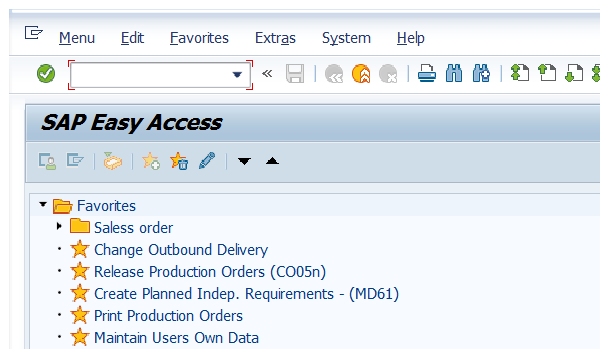 Menu Edit Favorites Extras System Help
SAP Easy Access
Favorites
Saless order
Change Outbound Delivery
Release Production Orders (CO05n)
Create Planned Indep. Requirements - (MD61)
Print Production Orders
Maintain Users Own Data